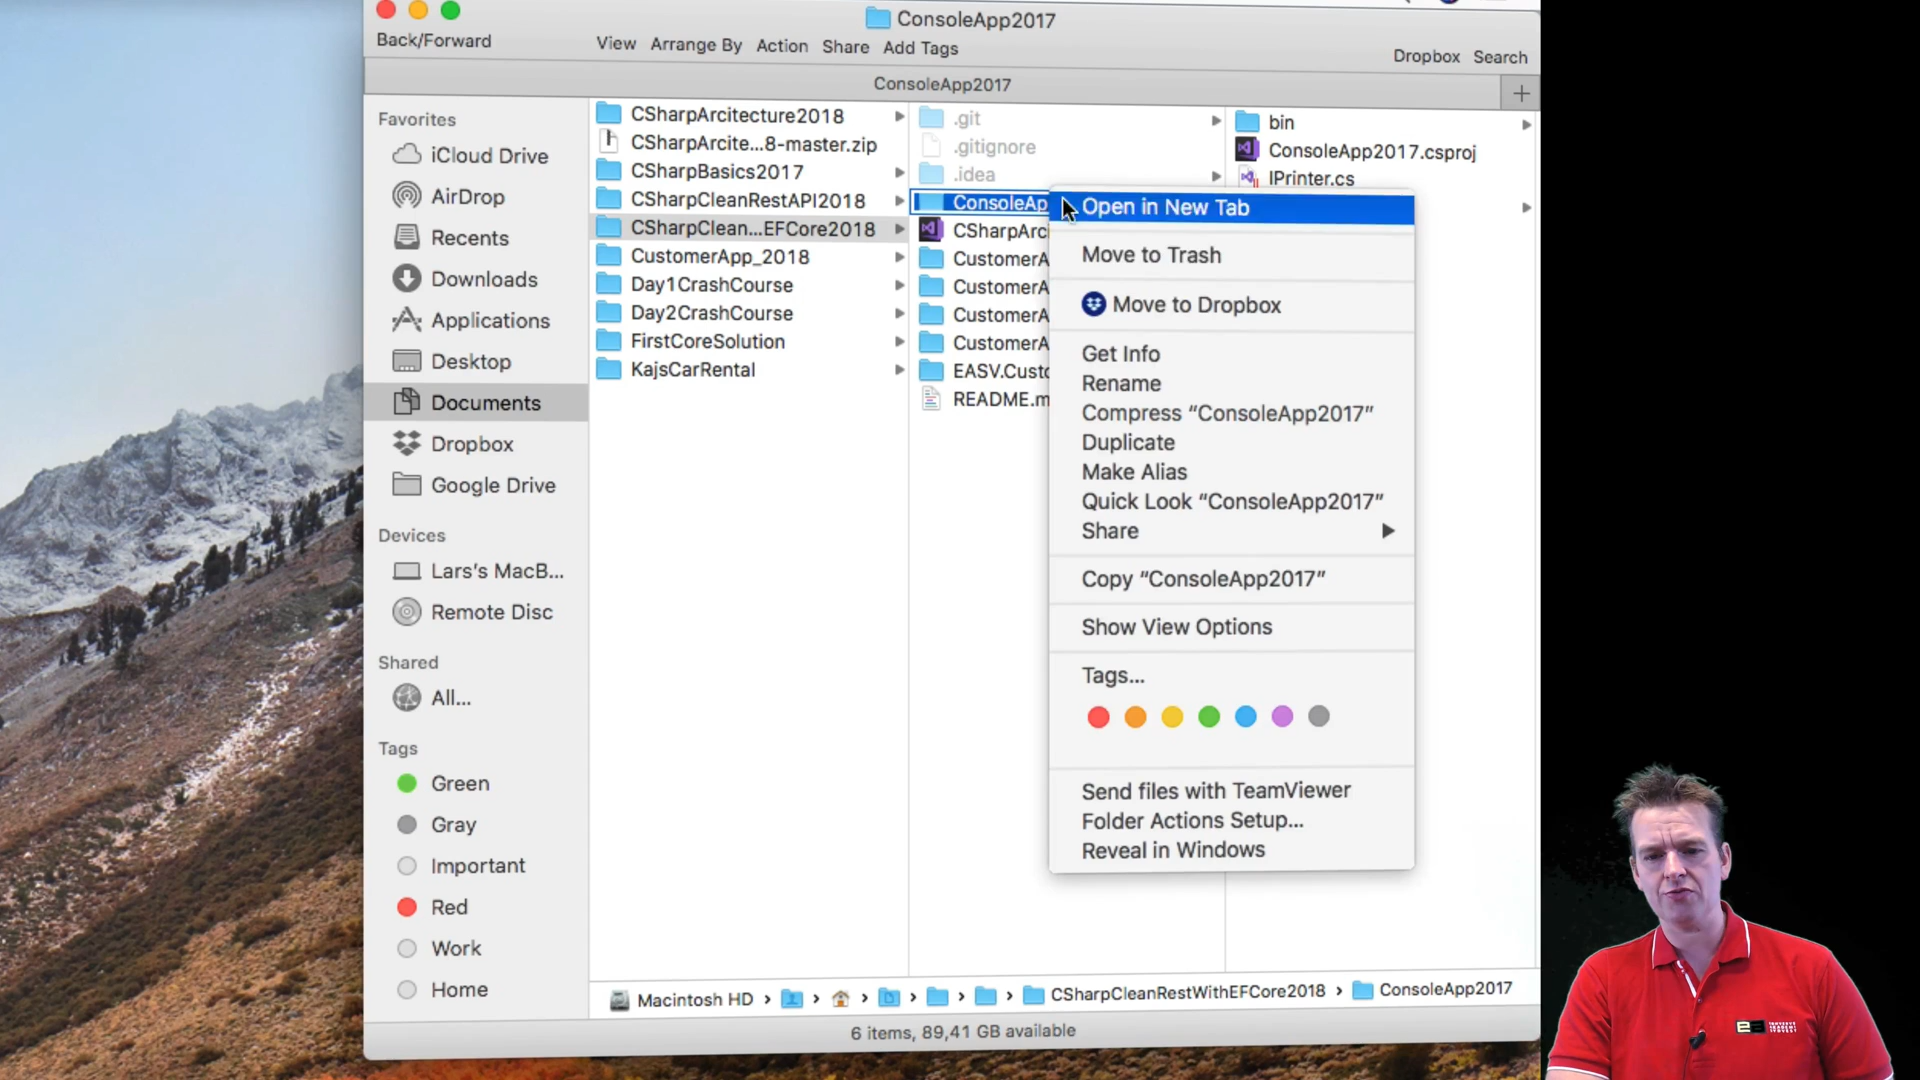 ConsoleApp2017
Back/Forward
View Arrange By Action Share Add Tags
Dropbox Search
ConsoleApp2017
Favorites
iCloud Drive
AirDrop
Recents
Downloads
Applications
Desktop
Documents
Dropbox
Google Drive
Devices
Lars's MacB...
Remote Disc
Shared
All...
Tags
Green
Gray
Important
Red
Work
Home
CSharpArcitecture2018
CSharpArcite...8-master.zip
CSharpBasics2017
CSharpCleanRestAPI2018
CSharpClean...EFCore2018
CustomerApp_2018
Day1CrashCourse
Day2CrashCourse
FirstCoreSolution
KajsCarRental
.git
.gitignore
.idea
ConsoleAp
CSharpArc
CustomerA
CustomerA
CustomerA
CustomerA
EASV.Custo
README.m
bin
ConsoleApp2017.csproj
IPrinter.cs
Open in New Tab
Move to Trash
Move to Dropbox
Get Info
Rename
Compress “ConsoleApp2017”
Duplicate
Make Alias
Quick Look “ConsoleApp2017”
Share
Copy “ConsoleApp2017”
Show View Options
Tags...
Send files with TeamViewer
Folder Actions Setup...
Reveal in Windows
Macintosh HD › › › › › › CSharpCleanRestWithEFCore2018 › ConsoleApp2017
6 items, 89,41 GB available